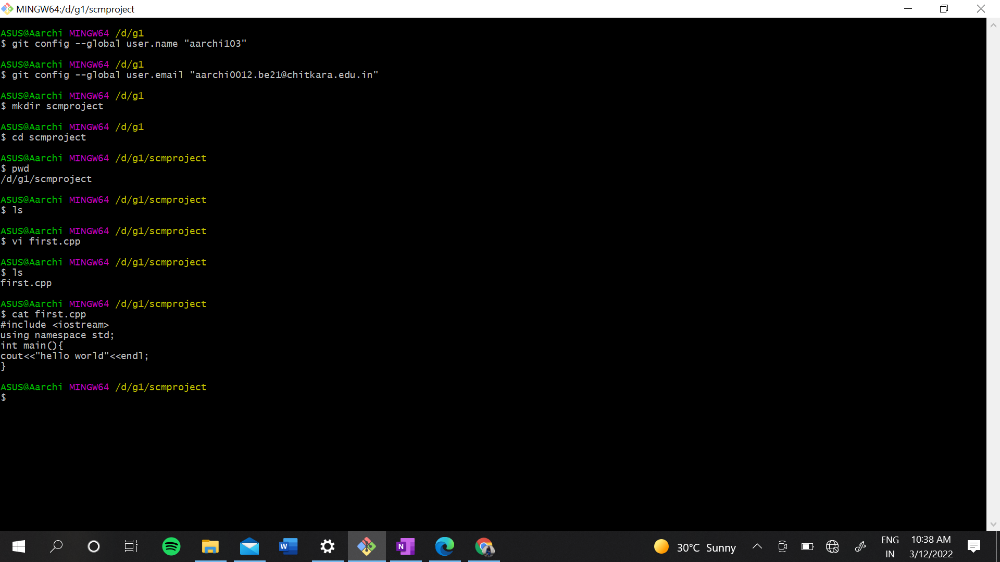 MINGW64:/d/g1/scmproject
ASUS@Aarchi MINGW64 /d/g1
$ git config --global user.name "aarchi103"
ASUS@Aarchi MINGW64 /d/g1
$ git config --global user.email "aarchi0012.be21@chitkara.edu.in"
ASUS@Aarchi MINGW64 /d/g1
$ mkdir scmproject
ASUS@Aarchi MINGW64 /d/g1
$ cd scmproject
ASUS@Aarchi MINGW64 /d/g1/scmproject
$ pwd
/d/g1/scmproject
ASUS@Aarchi MINGW64 /d/g1/scmproject
$ ls
ASUS@Aarchi MINGW64 /d/g1/scmproject
$ vi first.cpp
ASUS@Aarchi MINGW64 /d/g1/scmproject
$ ls
first.cpp
ASUS@Aarchi MINGW64 /d/g1/scmproject
$ cat first.cpp
#include <iostream>
using namespace std;
int main(){
cout<<"hello world"<<endl;
}
ASUS@Aarchi MINGW64 /d/g1/scmproject
$
W
N
30°C Sunny
ENG
IN
10:38 AM
3/12/2022